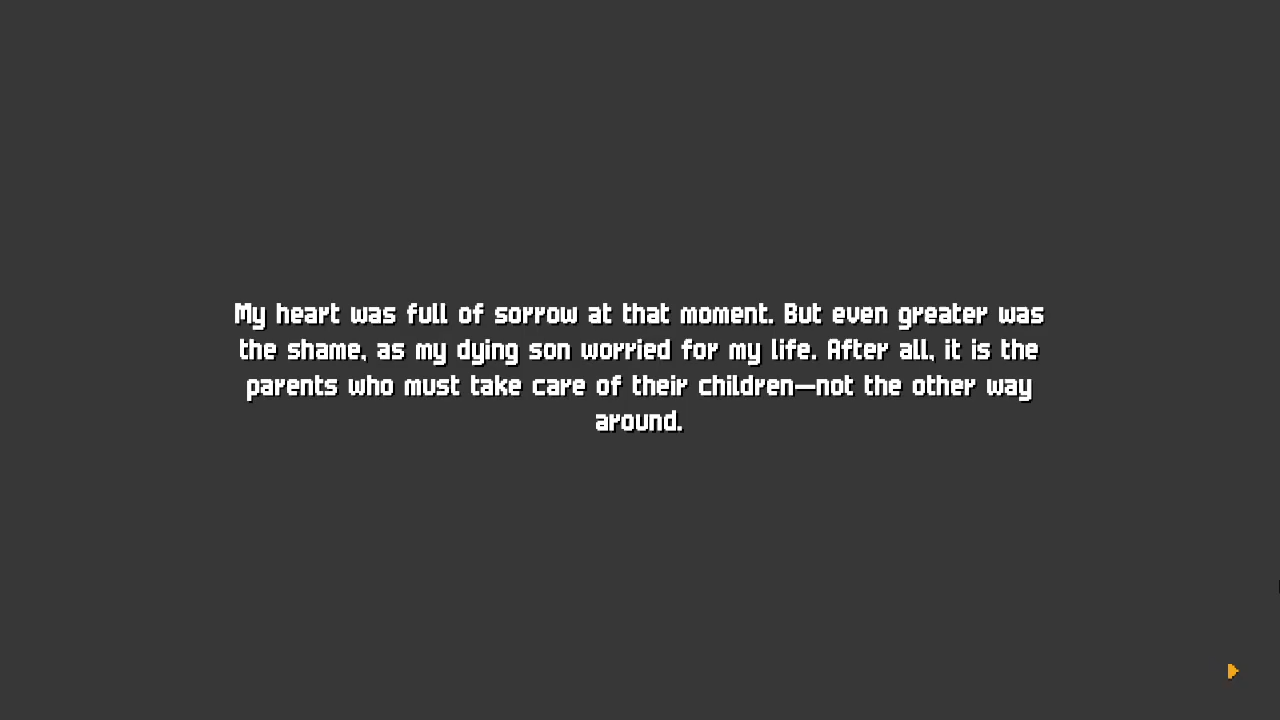 My heart was full of sorrow at that moment. But even greater was
the shame, as my dying son worried for my life. After all, it is the
parents who must take care of their children—not the other way
around.